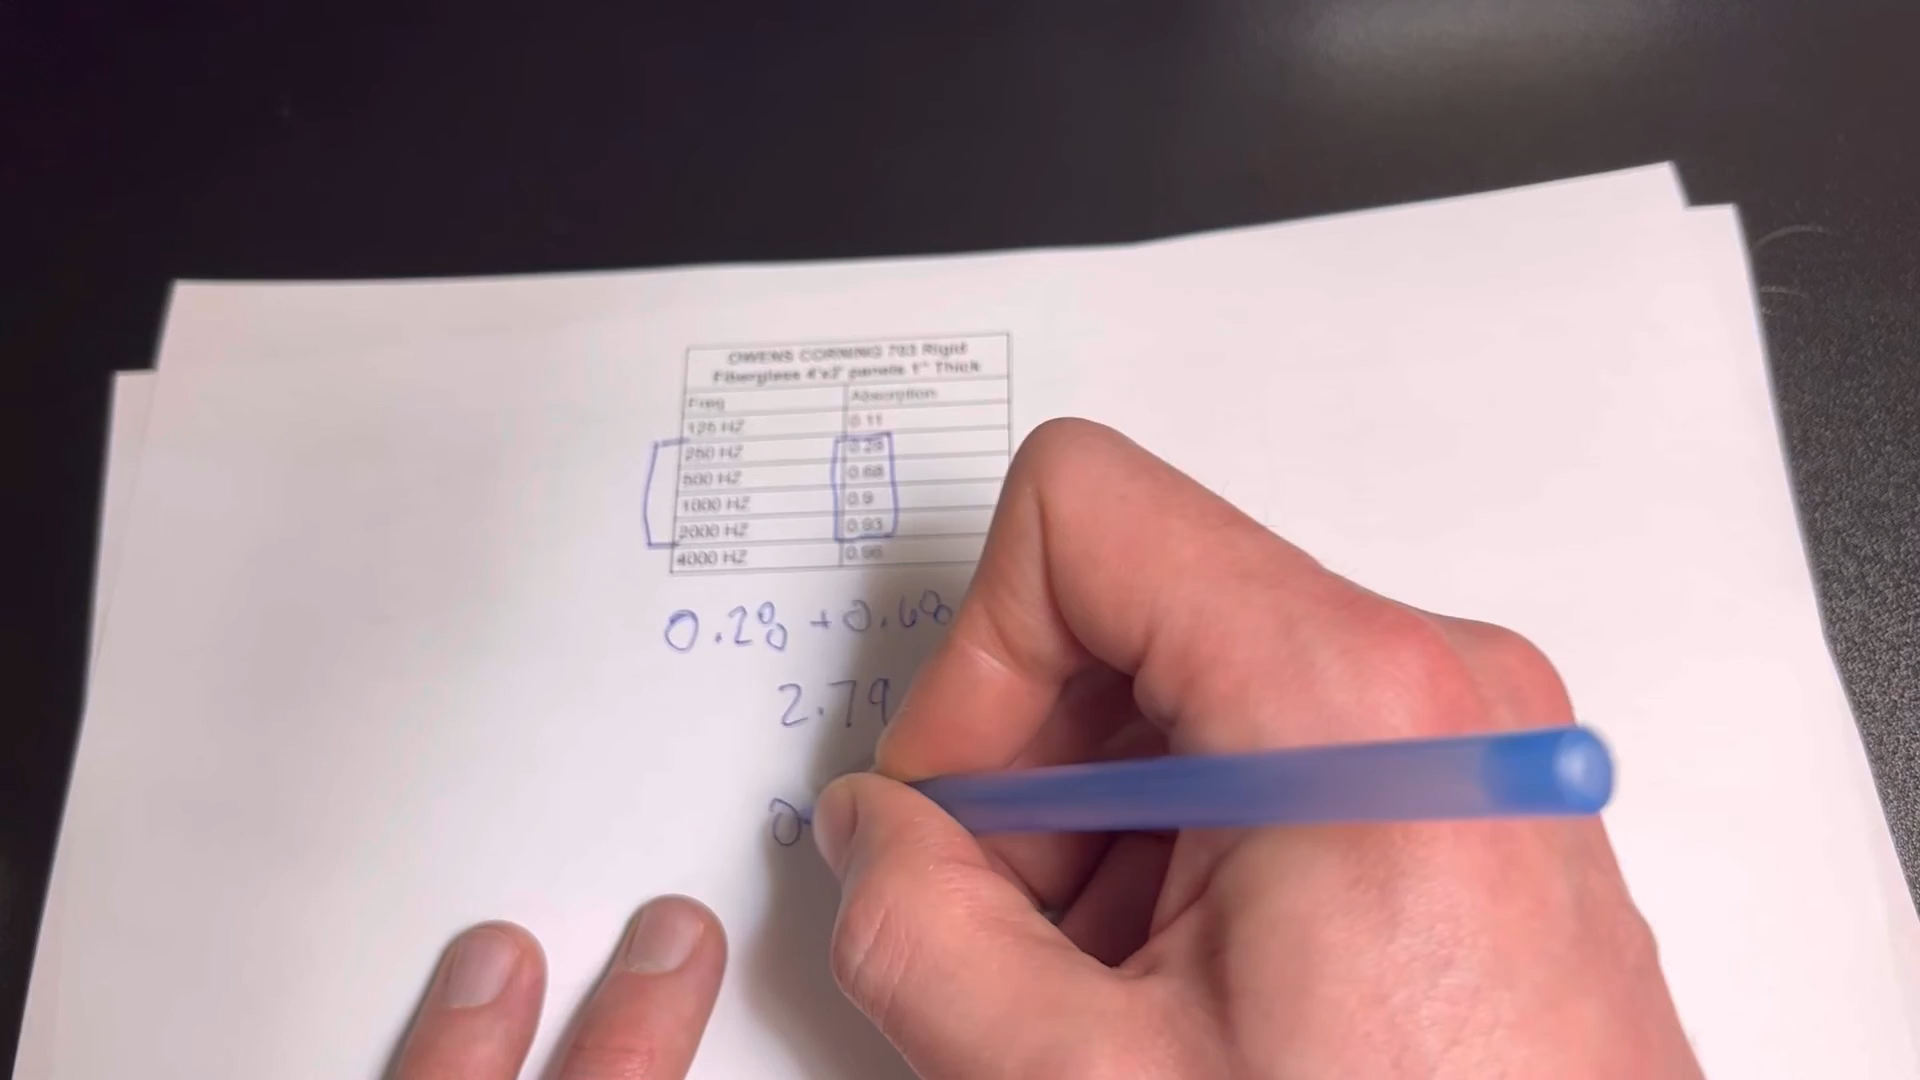 OWENS CORNING 703 Rigid
Fiberglass 4'x2' panels 1" Thick
Freq Absorption
125 HZ 0.11
250 HZ 0.28
500 HZ 0.68
1000 HZ 0.9
2000 HZ 0.93
4000 HZ 0.96
0.28 + 0.68
2.79
0.